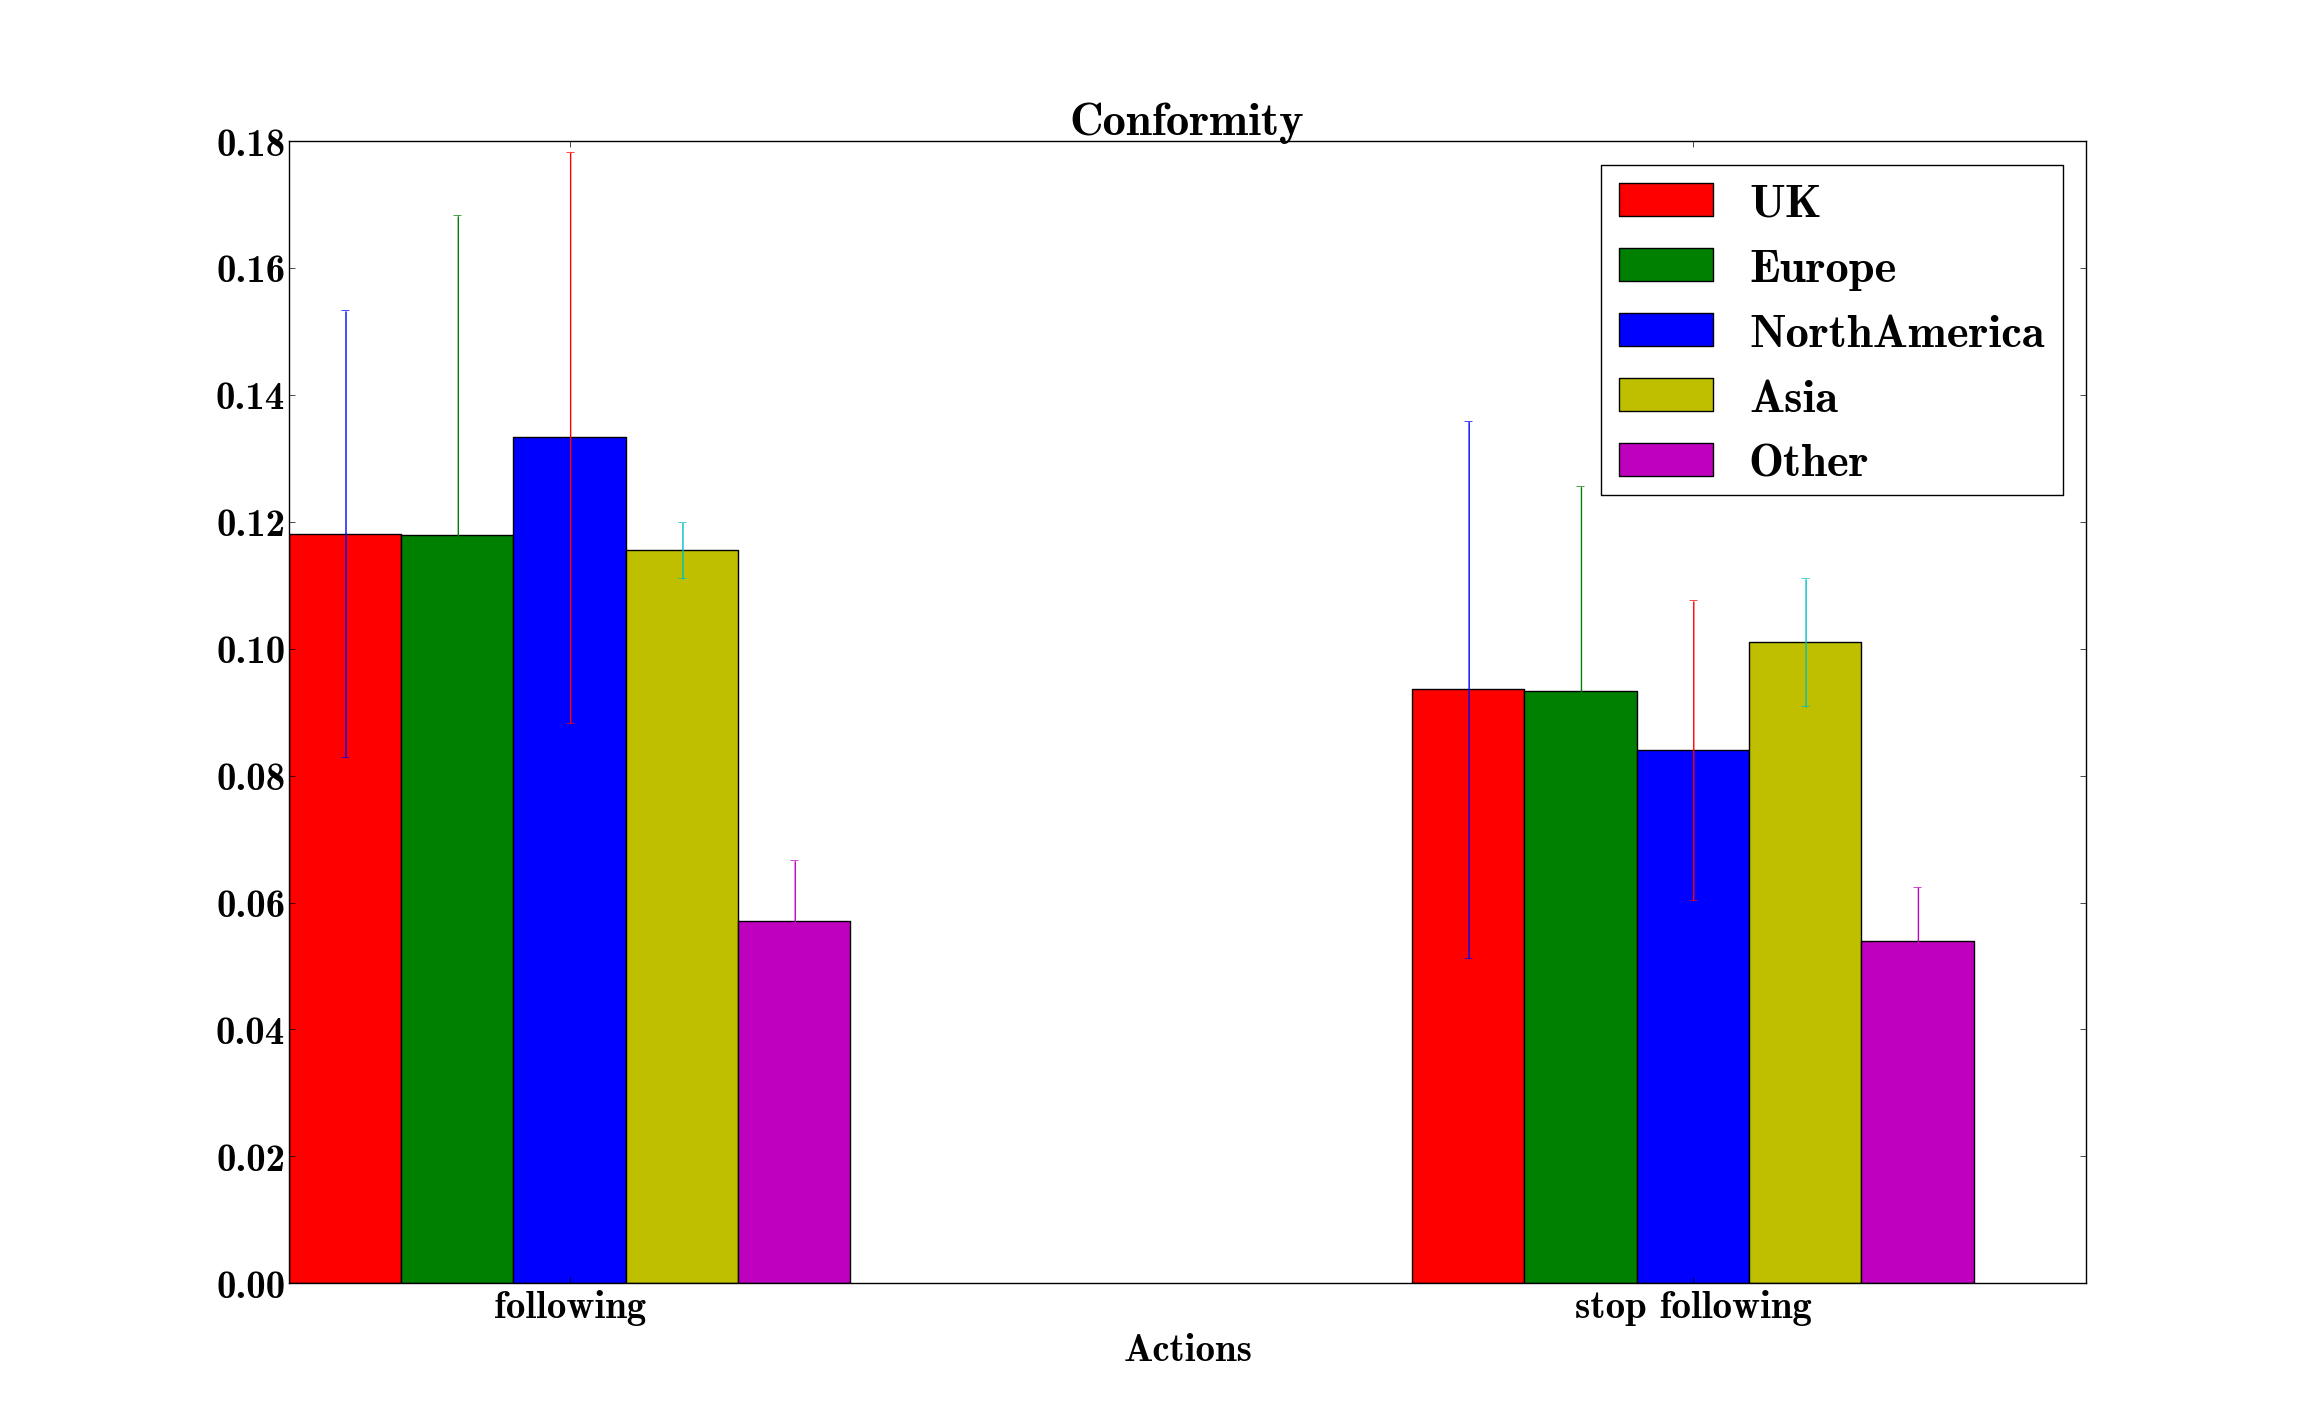 Conformity
0.18
0.16
0.14
0.12
0.10
0.08
0.06
0.04
0.02
0.00
UK
Europe
NorthAmerica
Asia
Other
following
stop following
Actions